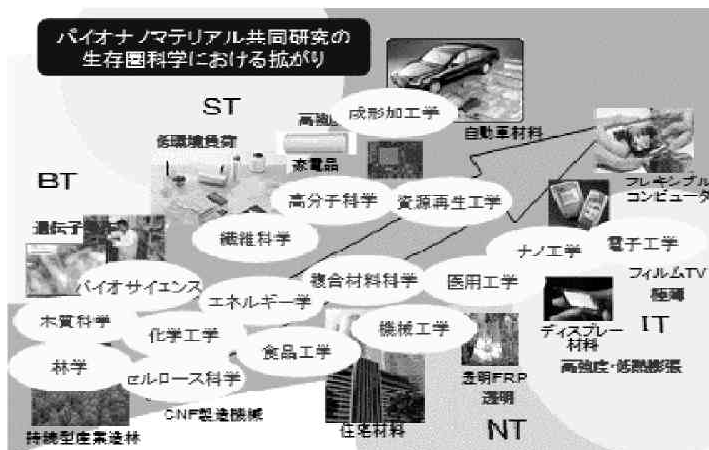 バイオナノマテリアル共同研究の
生存圏科学における拡がり
ST
成形加工学
自動車材料
低環境負荷
家電品
BT
高分子科学
資源再生工学
フレキシブル
コンピュータ
遺伝子
繊維科学
ナノ工学
電子工学
バイオサイエンス
エネルギー学
複合材料科学
医用工学
フィルムTV
極薄
木質科学
化学工学
機械工学
ディスプレー
材料
IT
林学
食品工学
セルロース科学
透明FRP
透明
高強度・低熱膨張
CNF製造機械
持続型産業造林
住宅材料
NT